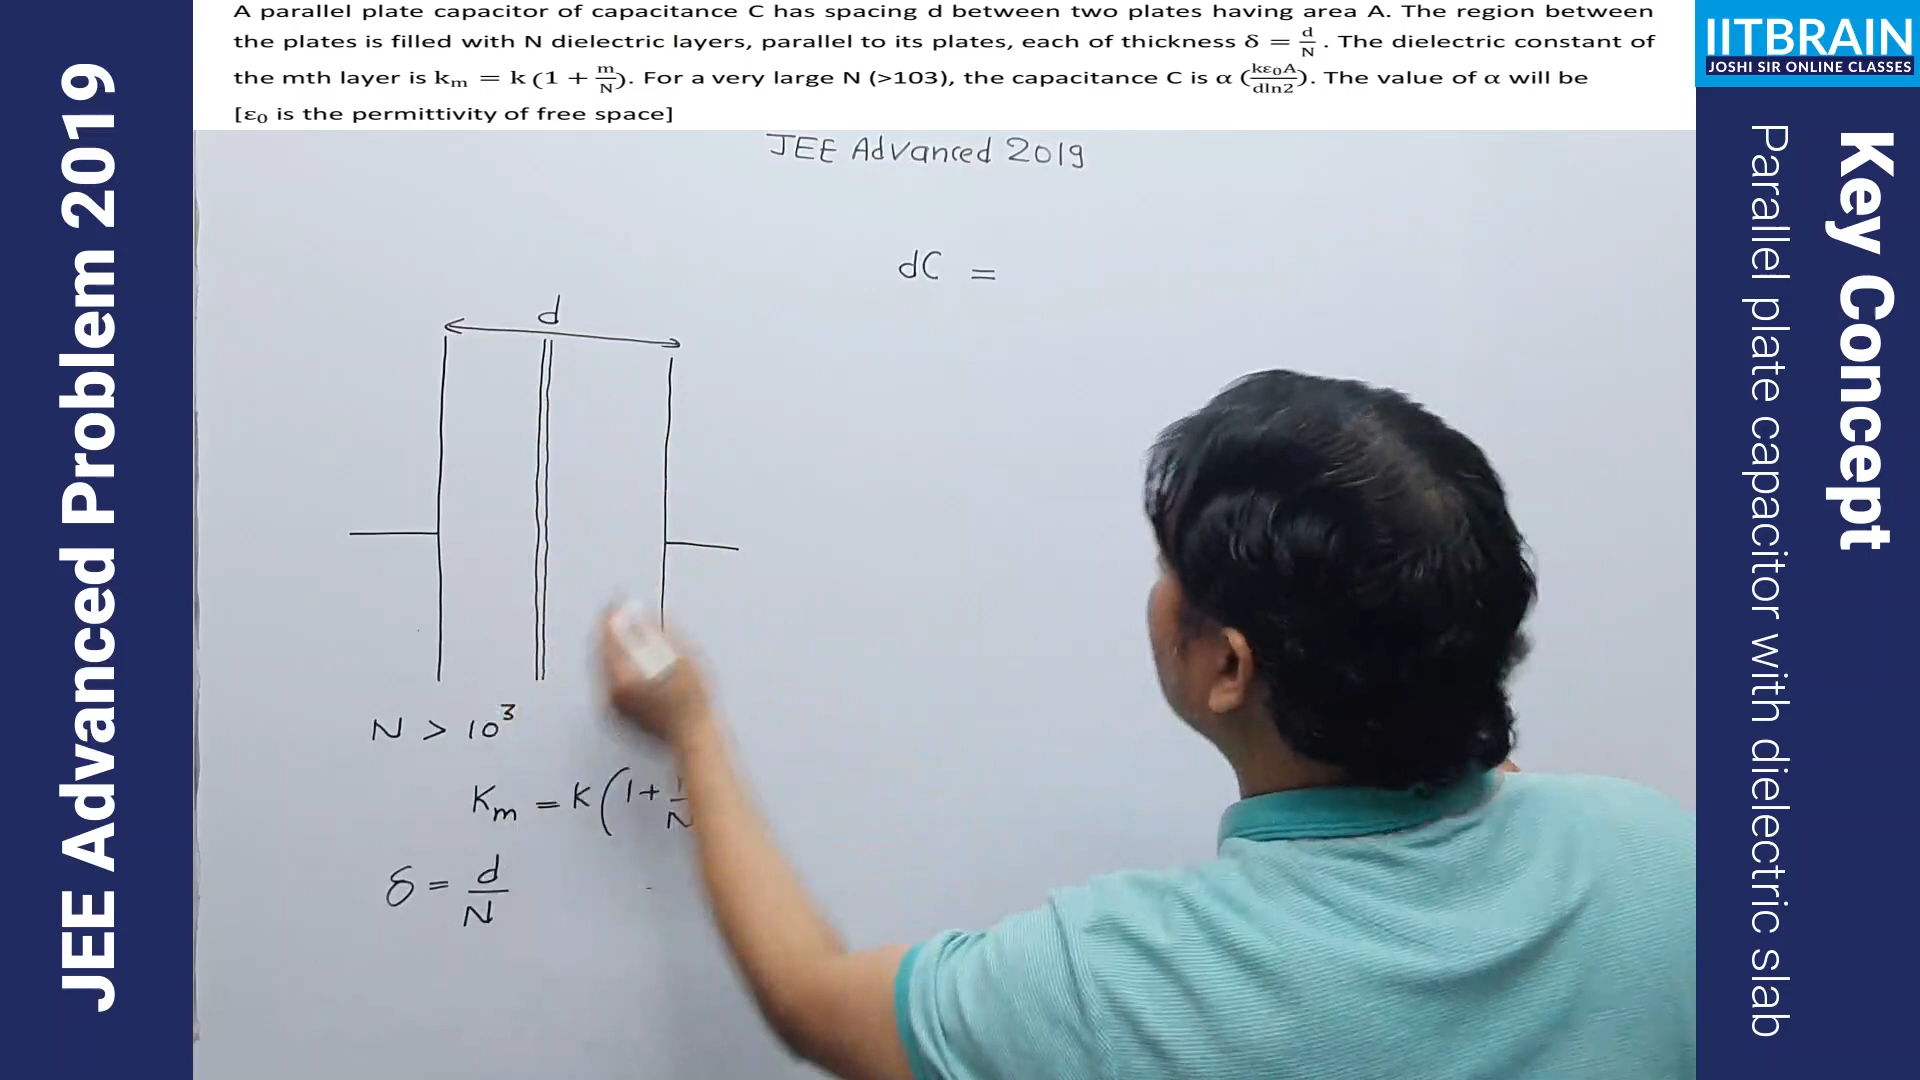 A parallel plate capacitor of capacitance C has spacing d between two plates having area A. The region between
the plates is filled with N dielectric layers, parallel to its plates, each of thickness δ = d/N . The dielectric constant of
the mth layer is kₘ = k (1 + m/N). For a very large N (>103), the capacitance C is α (kε₀A/dln2). The value of α will be
[ε₀ is the permittivity of free space]
IITBRAIN
JOSHI SIR ONLINE CLASSES
JEE Advanced Problem 2019
Key Concept
Parallel plate capacitor with dielectric slab
JEE Advanced 2019
dC =
d
N > 10³
Kₘ = K(1+
δ = d/N